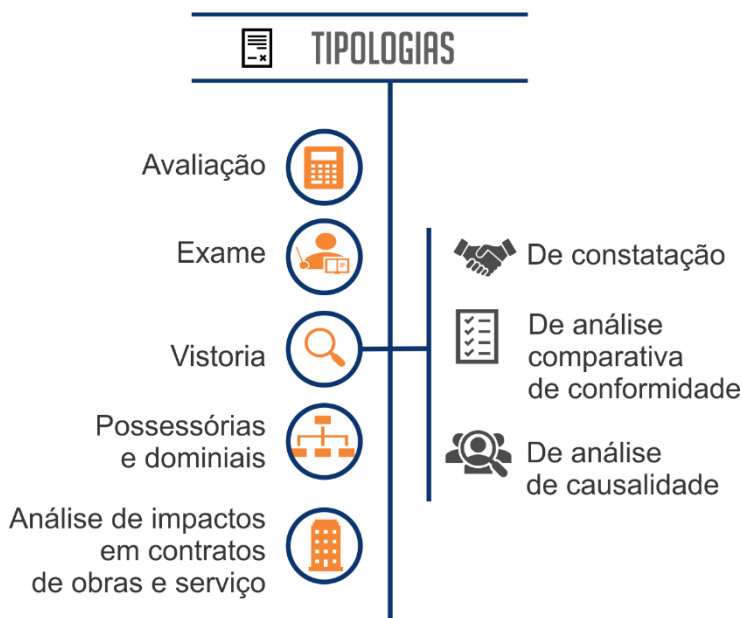 TIPOLOGIAS
Avaliação
Exame
Vistoria
Possessórias
e dominiais
Análise de impactos
em contratos
de obras e serviço
De constatação
De análise
comparativa
de conformidade
De análise
de causalidade